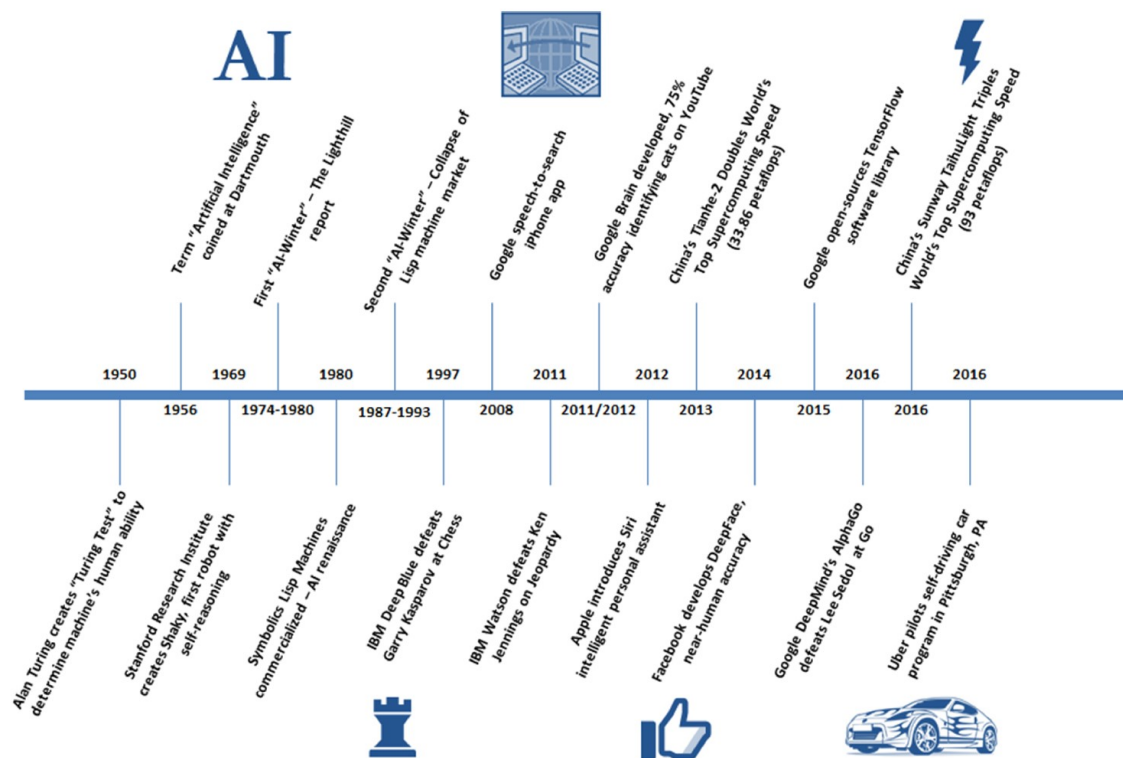 AI
Term “Artificial Intelligence”
coined at Dartmouth
First “AI-Winter” – The Lighthill
report
Second “AI-Winter” – Collapse of
Lisp machine market
Google speech-to-search
iPhone app
Google Brain developed, 75%
accuracy identifying cats on YouTube
China’s Tianhe-2 Doubles World’s
Top Supercomputing Speed
(33.86 petaflops)
Google open-sources TensorFlow
software library
China’s Sunway TaihuLight Triples
World’s Top Supercomputing Speed
(93 petaflops)
1950
1969
1980
1997
2011
2012
2014
2016
2016
1956
1974-1980
1987-1993
2008
2011/2012
2013
2015
2016
Alan Turing creates “Turing Test” to
determine machine’s human ability
Stanford Research Institute
creates Shaky, first robot with
self-reasoning
Symbolics Lisp Machines
commercialized – AI renaissance
IBM Deep Blue defeats
Garry Kasparov at Chess
IBM Watson defeats Ken
Jennings on Jeopardy
Apple introduces Siri
intelligent personal assistant
Facebook develops DeepFace,
near-human accuracy
Google DeepMind’s AlphaGo
defeats Lee Sedol at Go
Uber pilots self-driving car
program in Pittsburgh, PA